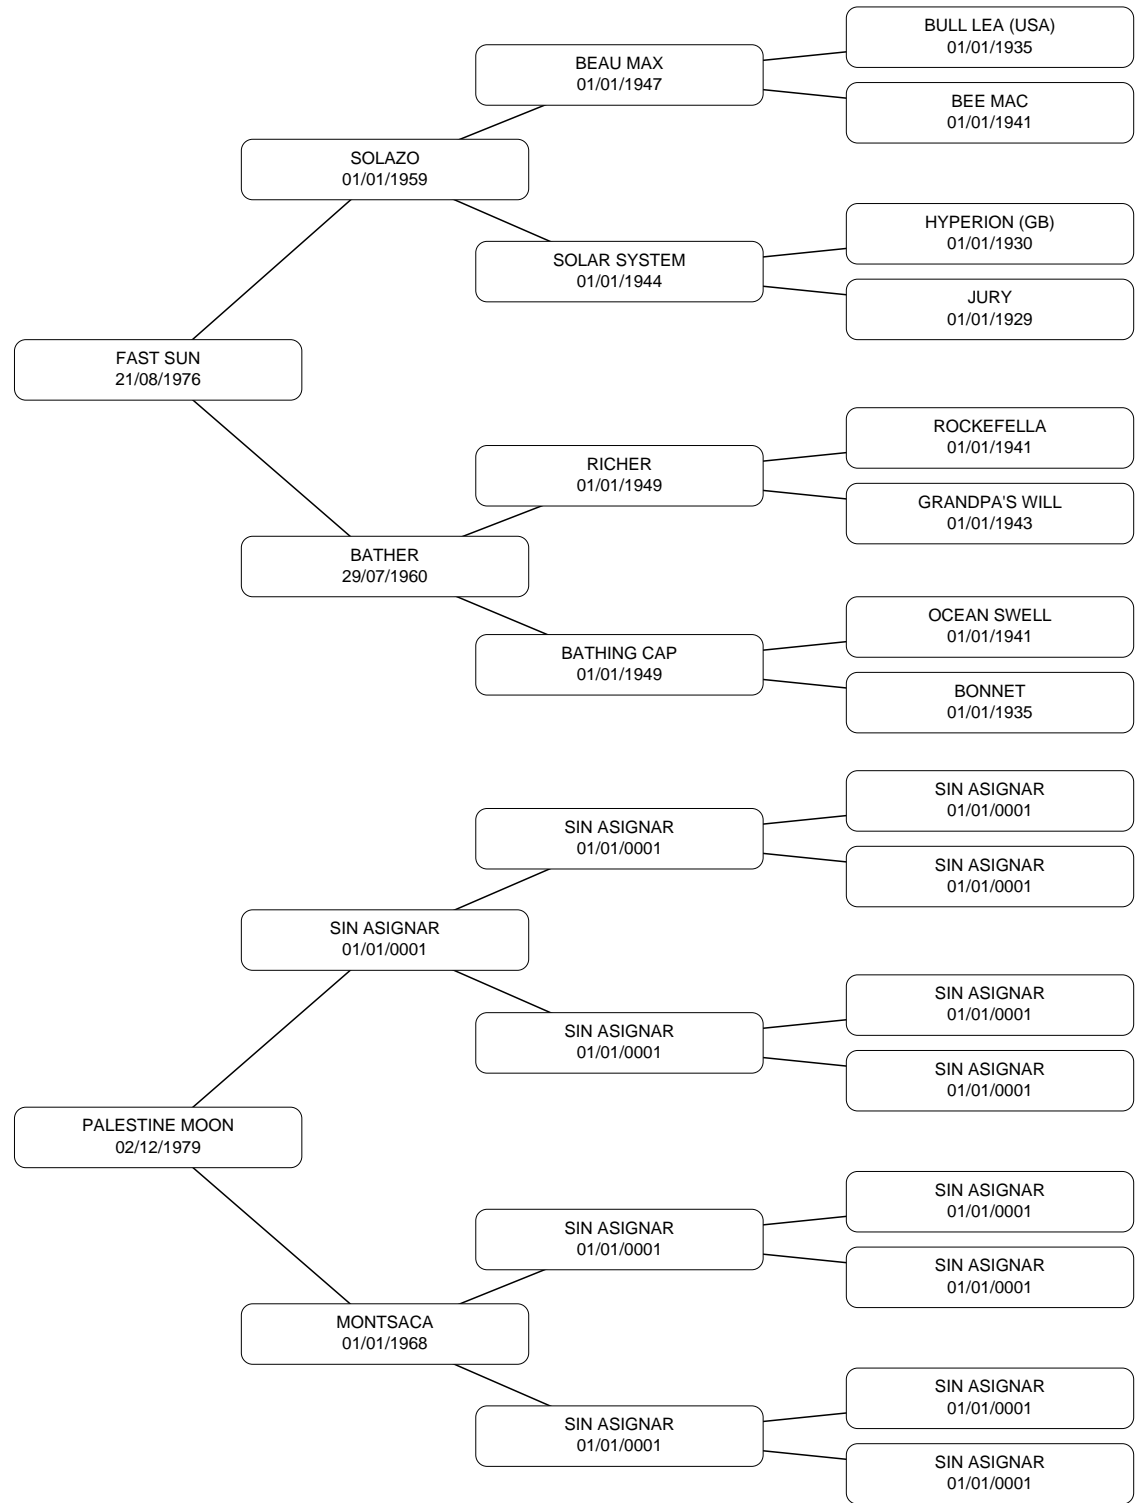 BULL LEA (USA)
01/01/1935
BEAU MAX
01/01/1947
BEE MAC
01/01/1941
SOLAZO
01/01/1959
HYPERION (GB)
01/01/1930
SOLAR SYSTEM
01/01/1944
JURY
01/01/1929
FAST SUN
21/08/1976
ROCKEFELLA
01/01/1941
RICHER
01/01/1949
GRANDPA'S WILL
01/01/1943
BATHER
29/07/1960
OCEAN SWELL
01/01/1941
BATHING CAP
01/01/1949
BONNET
01/01/1935
SIN ASIGNAR
01/01/0001
SIN ASIGNAR
01/01/0001
SIN ASIGNAR
01/01/0001
SIN ASIGNAR
01/01/0001
SIN ASIGNAR
01/01/0001
SIN ASIGNAR
01/01/0001
SIN ASIGNAR
01/01/0001
PALESTINE MOON
02/12/1979
SIN ASIGNAR
01/01/0001
SIN ASIGNAR
01/01/0001
SIN ASIGNAR
01/01/0001
MONTSACA
01/01/1968
SIN ASIGNAR
01/01/0001
SIN ASIGNAR
01/01/0001
SIN ASIGNAR
01/01/0001